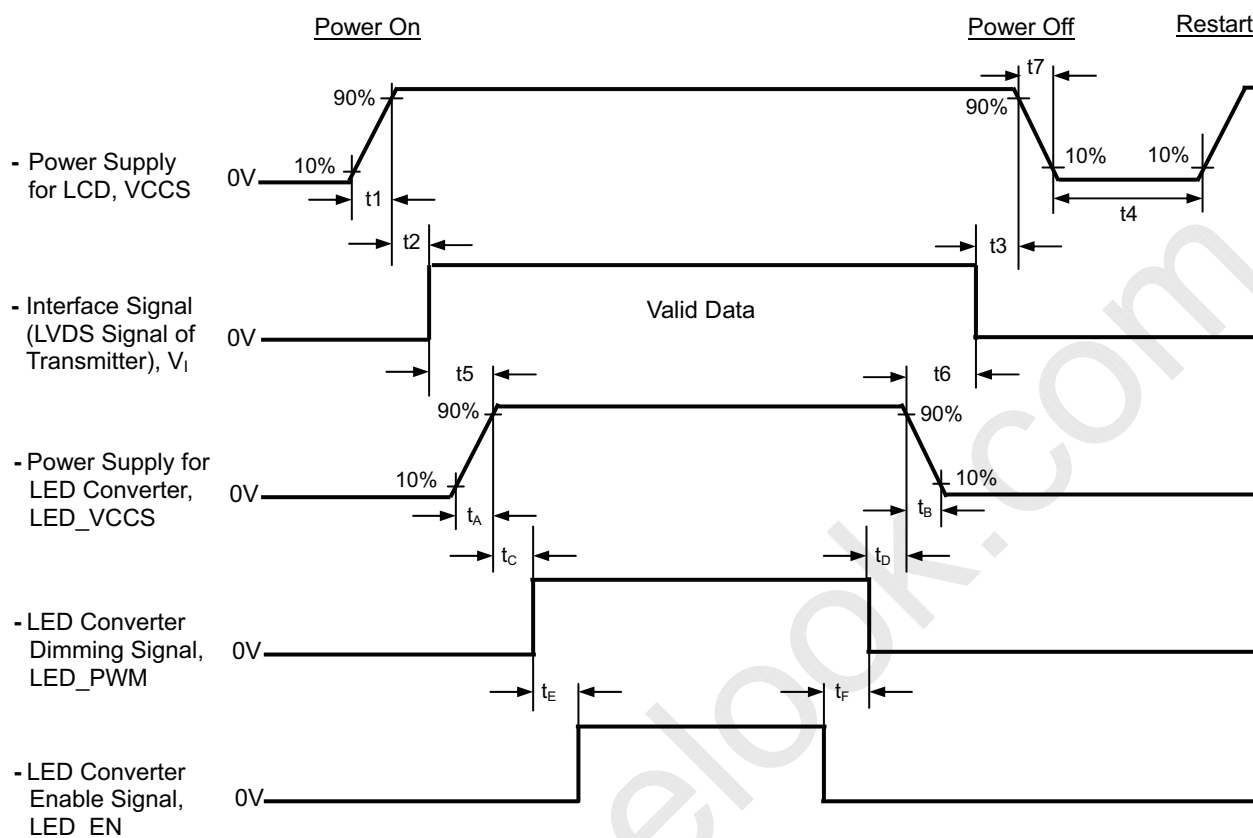 Power On
Power Off
Restart
t7
90%
90%
- Power Supply
for LCD, VCCS
0V
10%
10%
10%
t1
t4
t2
t3
- Interface Signal
(LVDS Signal of
Transmitter), VI
0V
Valid Data
t5
t6
90%
90%
- Power Supply for
LED Converter,
LED_VCCS
0V
10%
10%
tA
tB
tC
tD
- LED Converter
Dimming Signal,
LED_PWM
0V
tE
tF
- LED Converter
Enable Signal,
LED_EN
0V
elook.com